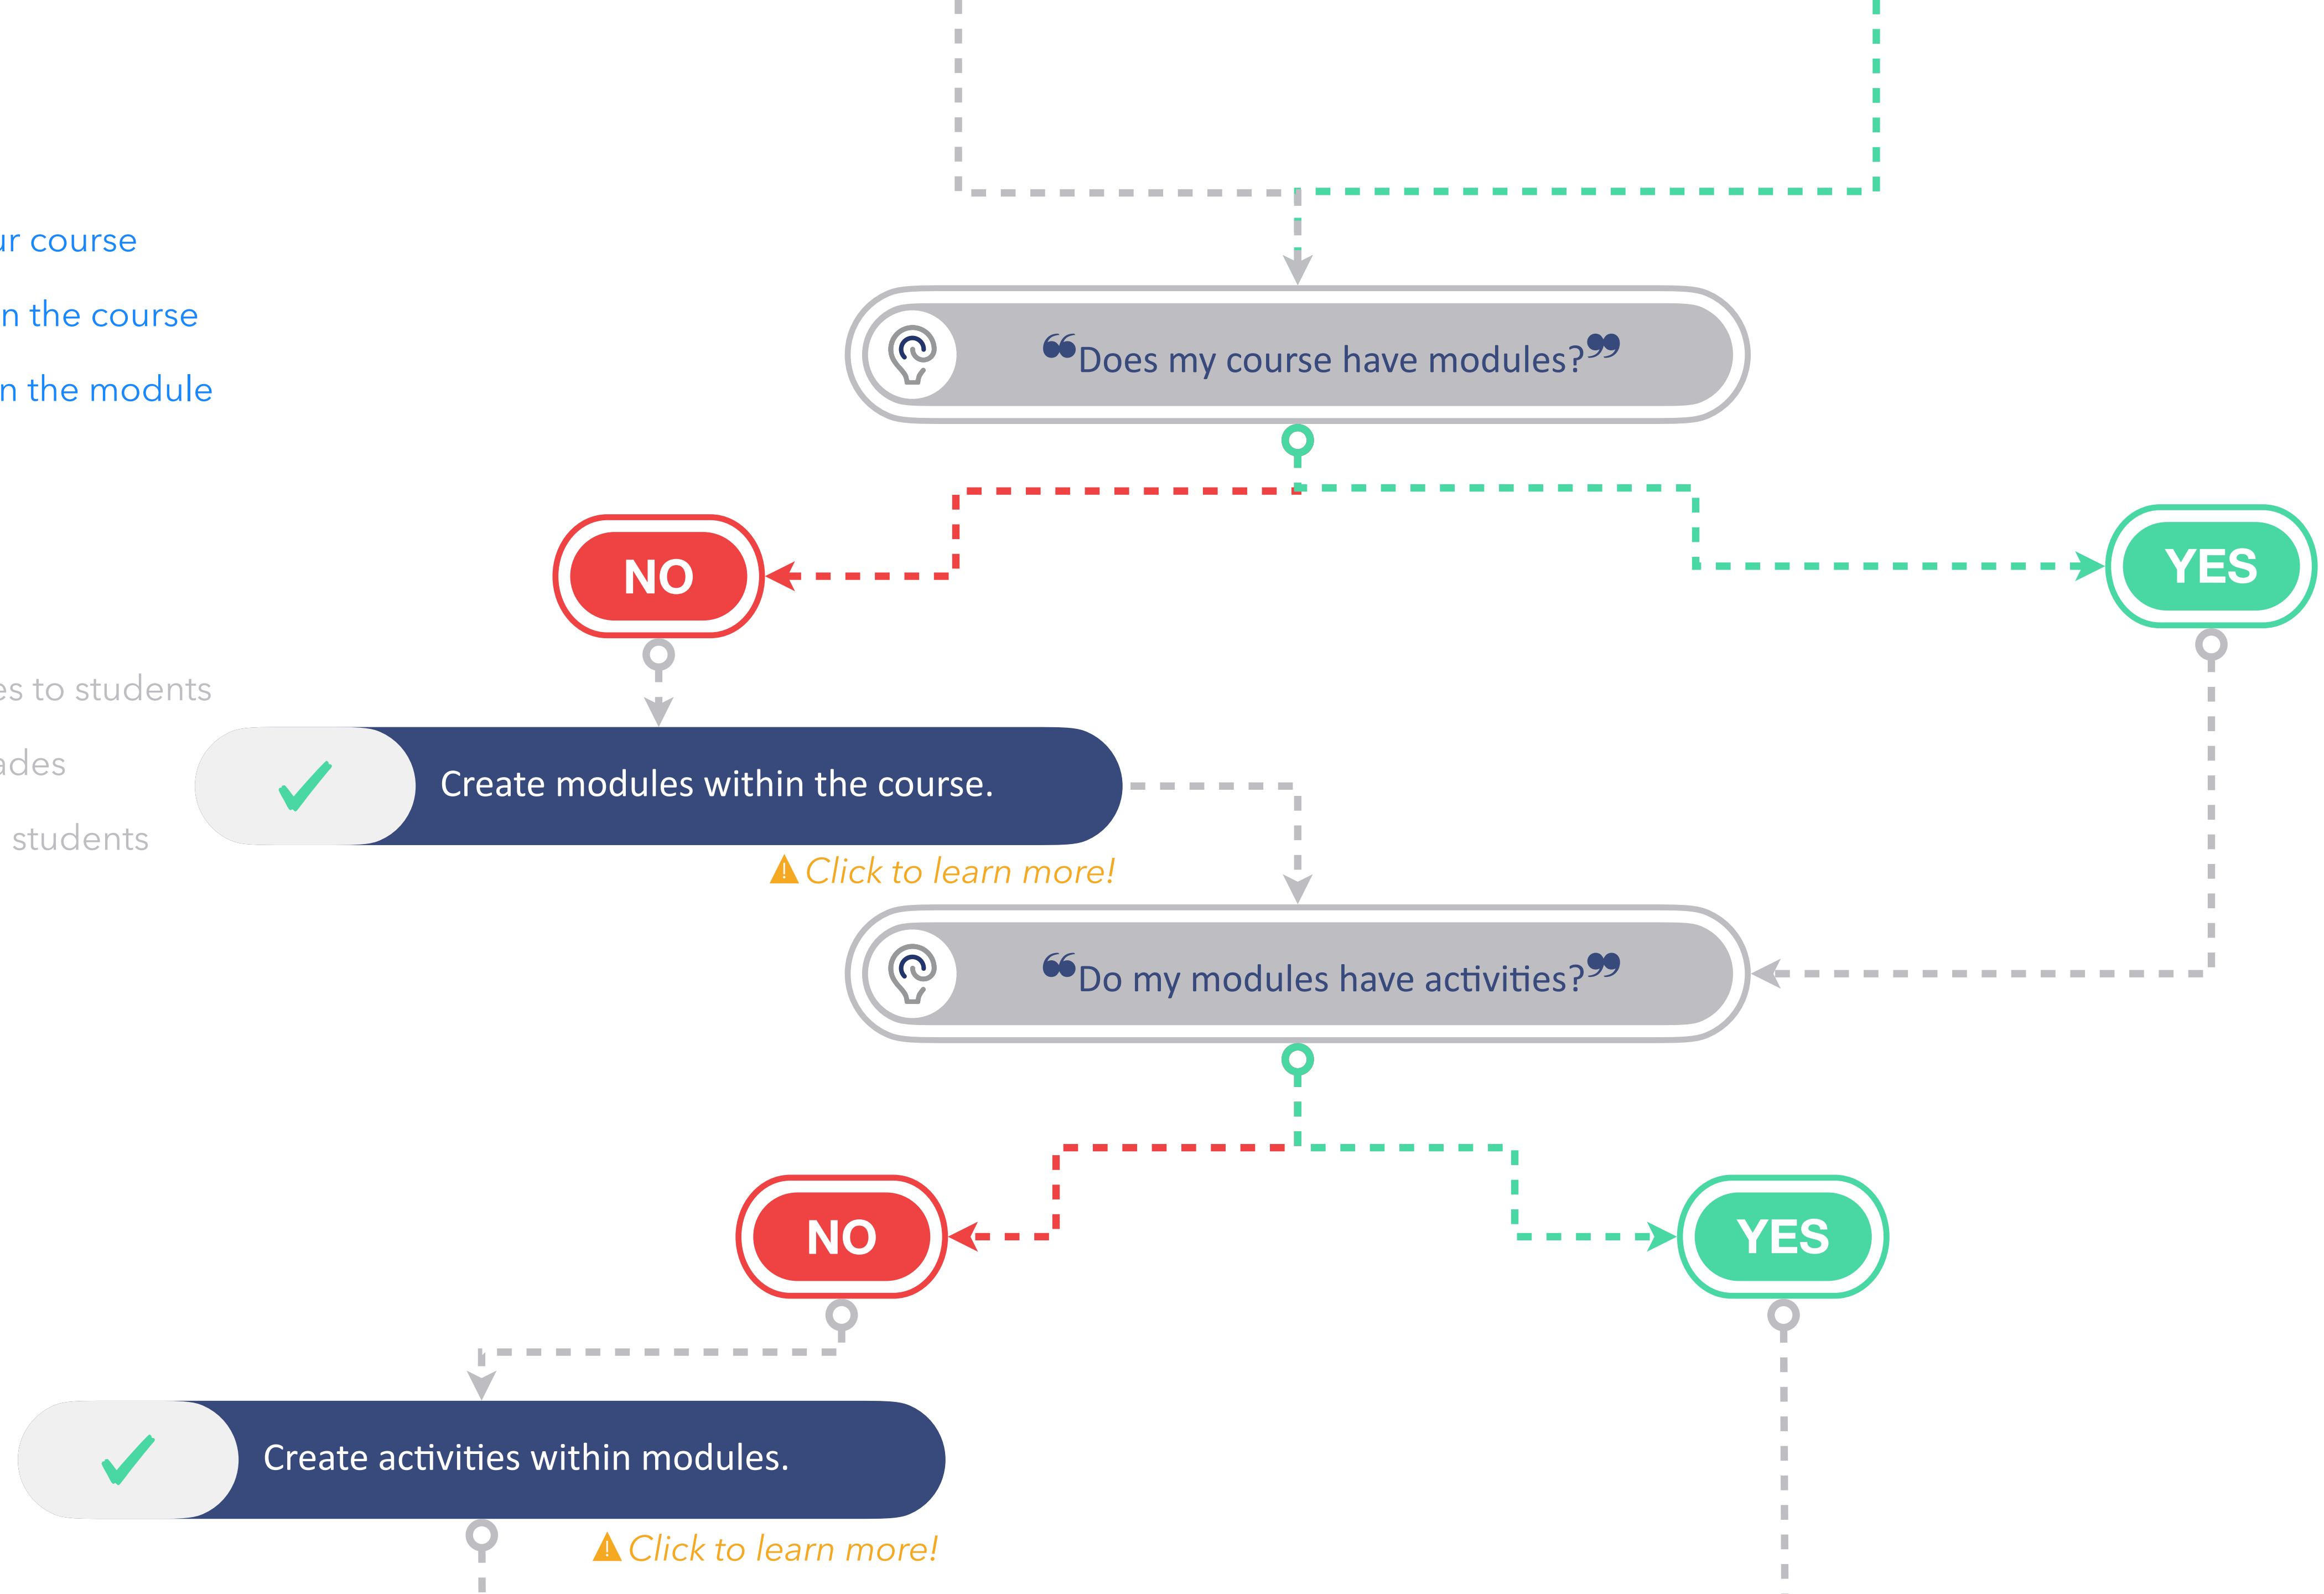 ur course
n the course
n the module
❝Does my course have modules?❞
NO
YES
es to students
ades
students
Create modules within the course.
Click to learn more!
❝Do my modules have activities?❞
NO
YES
Create activities within modules.
Click to learn more!